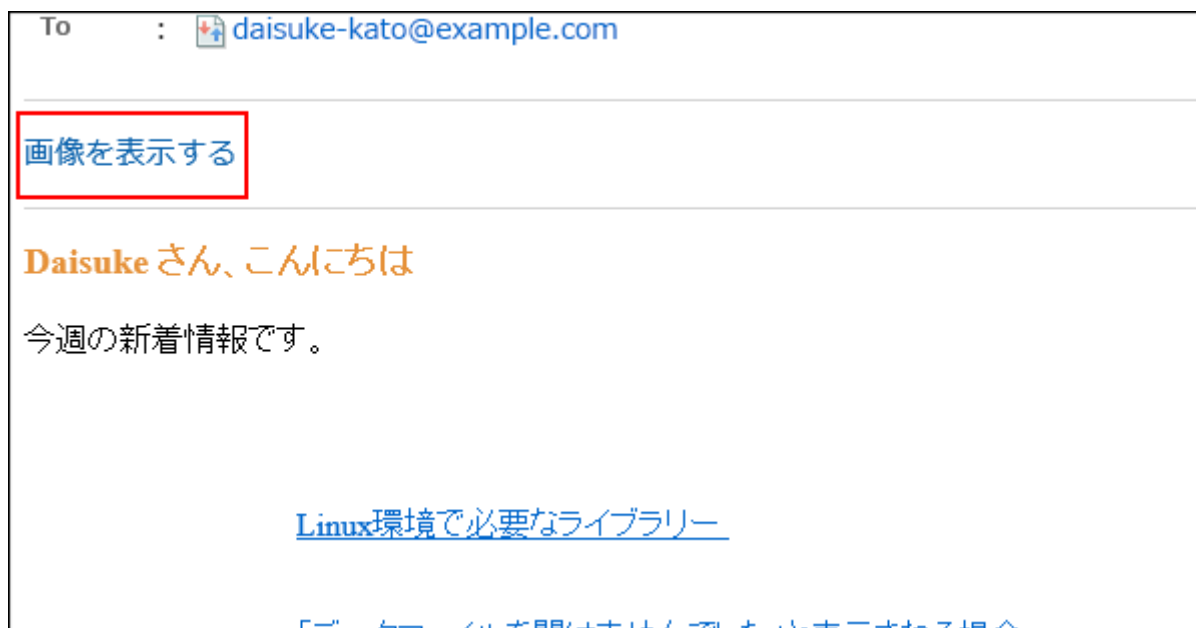 To : daisuke-kato@example.com
画像を表示する
Daisuke さん、こんにちは
今週の新着情報です。
Linux環境で必要なライブラリー